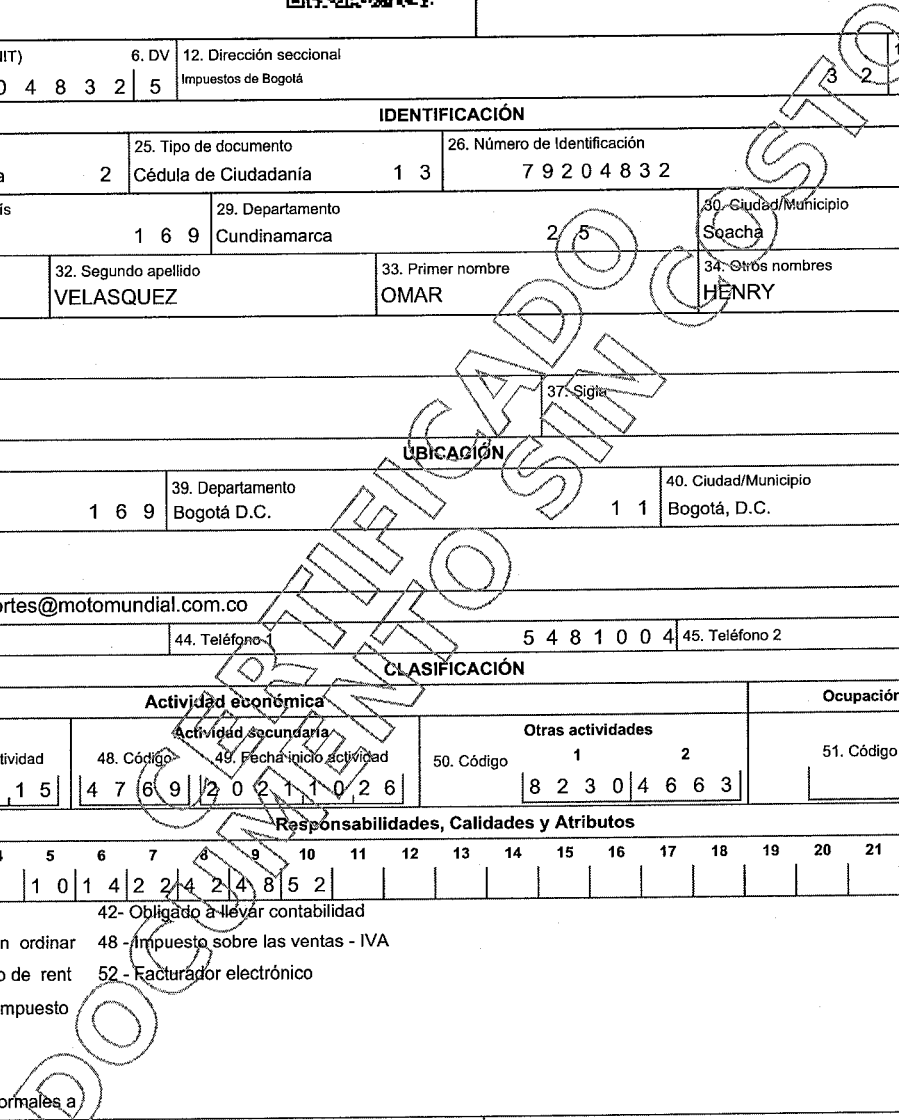 IIT) 6. DV 12. Dirección seccional
0 4 8 3 2 5 Impuestos de Bogotá 3 2
IDENTIFICACIÓN
25. Tipo de documento 26. Número de Identificación
a 2 Cédula de Ciudadanía 1 3 7 9 2 0 4 8 3 2
ís 29. Departamento 30. Ciudad/Municipio
1 6 9 Cundinamarca 2 5 Soacha
32. Segundo apellido 33. Primer nombre 34. Otros nombres
VELASQUEZ OMAR HENRY
37. Sigla
UBICACIÓN
39. Departamento 40. Ciudad/Municipio
1 6 9 Bogotá D.C. 1 1 Bogotá, D.C.
ortes@motomundial.com.co
44. Teléfono 1 5 4 8 1 0 0 4 45. Teléfono 2
CLASIFICACIÓN
Actividad económica Ocupación
Actividad secundaria Otras actividades
tividad 48. Código 49. Fecha inicio actividad 50. Código 1 2 51. Código
1 5 4 7 6 9 2 0 2 1 1 0 2 6 8 2 3 0 4 6 6 3
Responsabilidades, Calidades y Atributos
4 5 6 7 8 9 10 11 12 13 14 15 16 17 18 19 20 21
1 0 1 4 2 2 4 2 4 8 5 2
42- Obligado a llevar contabilidad
n ordinar 48 - Impuesto sobre las ventas - IVA
o de rent 52 - Facturador electrónico
mpuesto
ormales a
CERTIFICADO
DOCUMENTO SIN COSTO